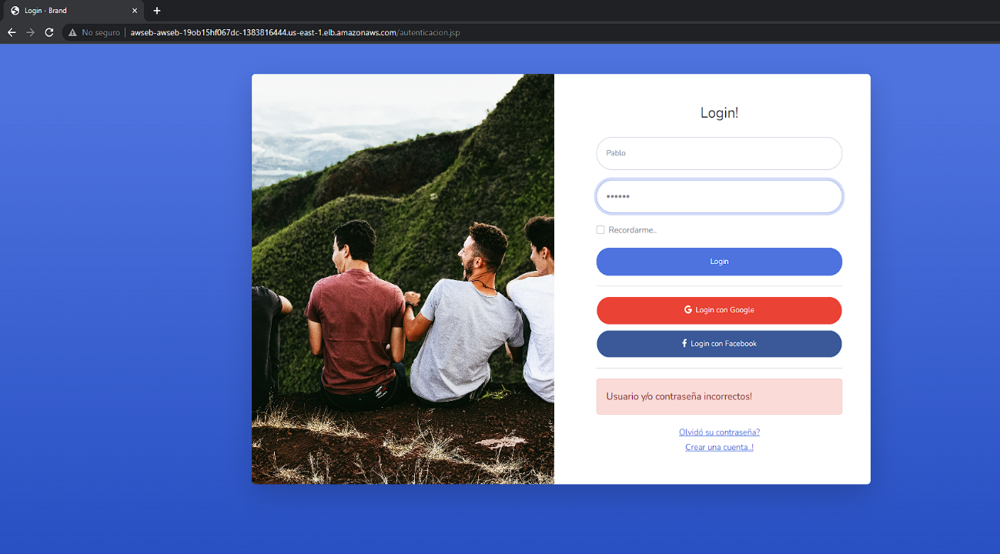 Login - Brand
No seguro
awseb-awseb-19ob15hf067dc-1383816444.us-east-1.elb.amazonaws.com/autenticacion.jsp
Login!
Pablo
••••••
Recordarme..
Login
Login con Google
Login con Facebook
Usuario y/o contraseña incorrectos!
Olvidó su contraseña?
Crear una cuenta..!